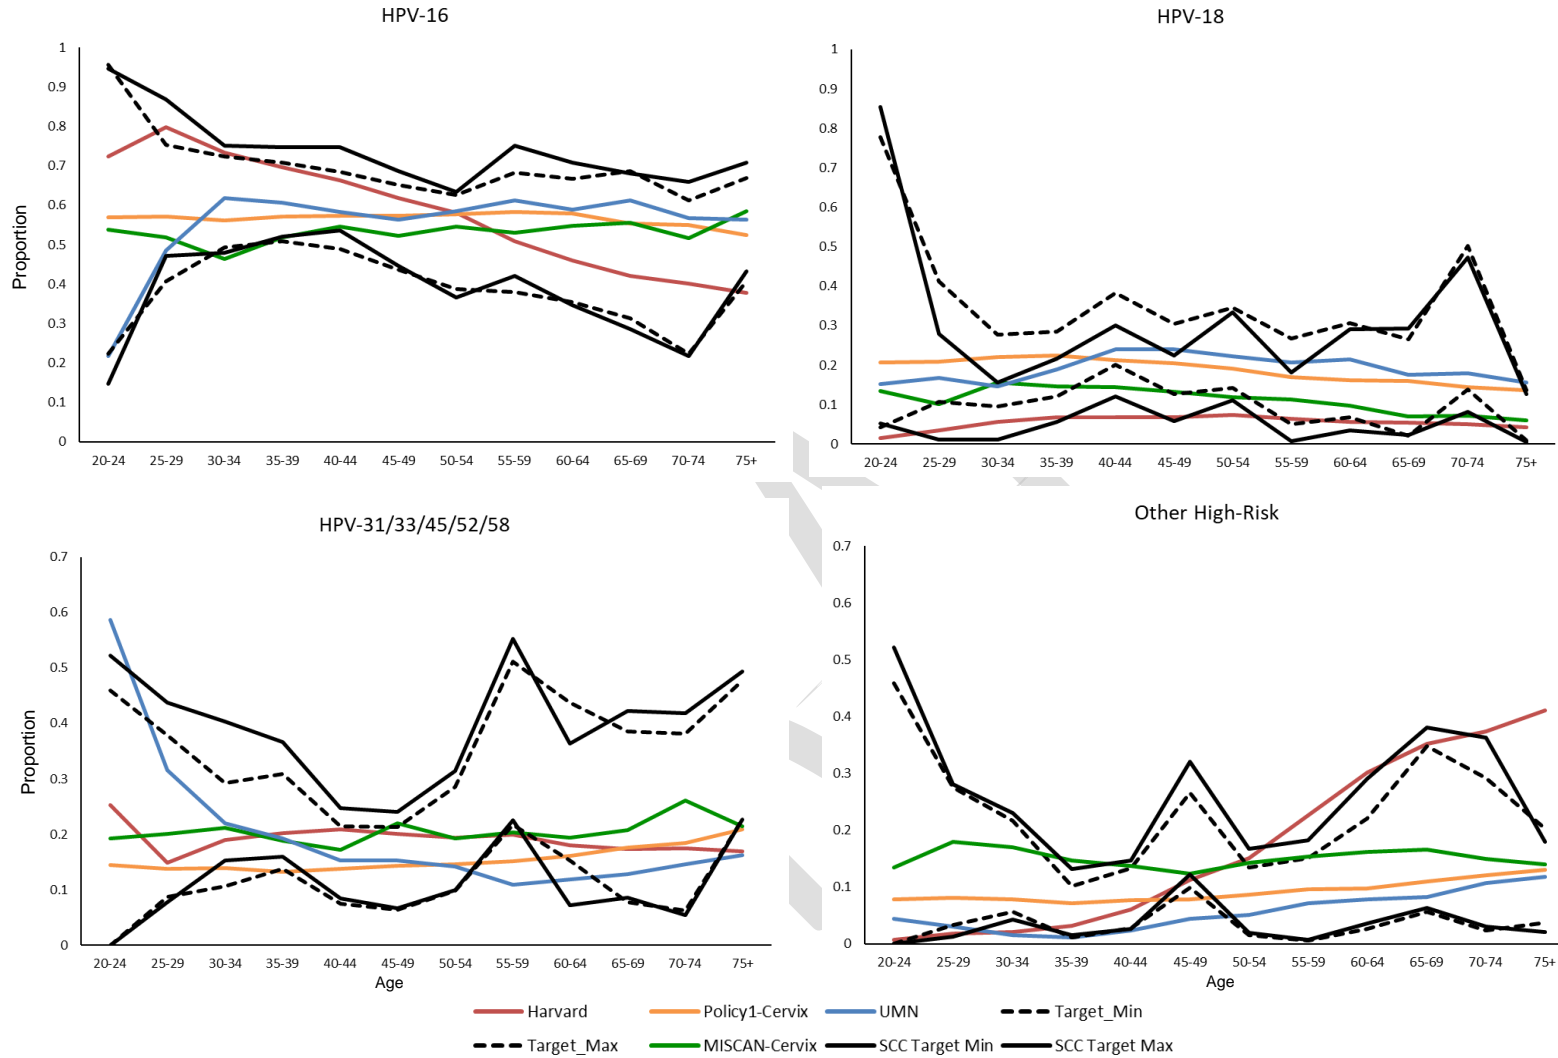 HPV-16
Proportion
1
0.9
0.8
0.7
0.6
0.5
0.4
0.3
0.2
0.1
0
20-24 25-29 30-34 35-39 40-44 45-49 50-54 55-59 60-64 65-69 70-74 75+
HPV-18
1
0.9
0.8
0.7
0.6
0.5
0.4
0.3
0.2
0.1
0
20-24 25-29 30-34 35-39 40-44 45-49 50-54 55-59 60-64 65-69 70-74 75+
HPV-31/33/45/52/58
Proportion
0.7
0.6
0.5
0.4
0.3
0.2
0.1
0
20-24 25-29 30-34 35-39 40-44 45-49 50-54 55-59 60-64 65-69 70-74 75+
Age
Other High-Risk
0.7
0.6
0.5
0.4
0.3
0.2
0.1
0
20-24 25-29 30-34 35-39 40-44 45-49 50-54 55-59 60-64 65-69 70-74 75+
Age
Harvard Policy1-Cervix UMN Target_Min
Target_Max MISCAN-Cervix SCC Target Min SCC Target Max